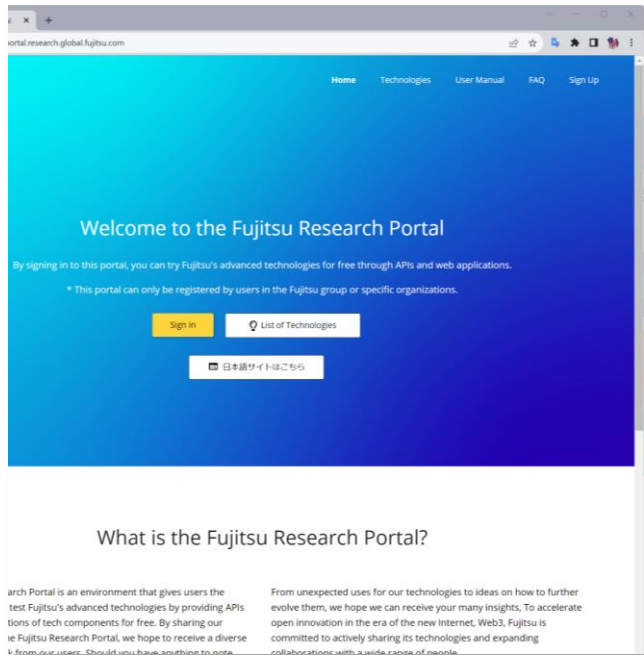 portal.research.global.fujitsu.com
Home Technologies User Manual FAQ Sign Up
Welcome to the Fujitsu Research Portal
By signing in to this portal, you can try Fujitsu's advanced technologies for free through APIs and web applications.
* This portal can only be registered by users in the Fujitsu group or specific organizations.
Sign in List of Technologies
日本語サイトはこちら
What is the Fujitsu Research Portal?
arch Portal is an environment that gives users the
test Fujitsu's advanced technologies by providing APIs
tions of tech components for free. By sharing our
he Fujitsu Research Portal, we hope to receive a diverse
k from our users. Should you have anything to note
From unexpected uses for our technologies to ideas on how to further
evolve them, we hope we can receive your many insights, To accelerate
open innovation in the era of the new Internet, Web3, Fujitsu is
committed to actively sharing its technologies and expanding
collaborations with a wide range of people